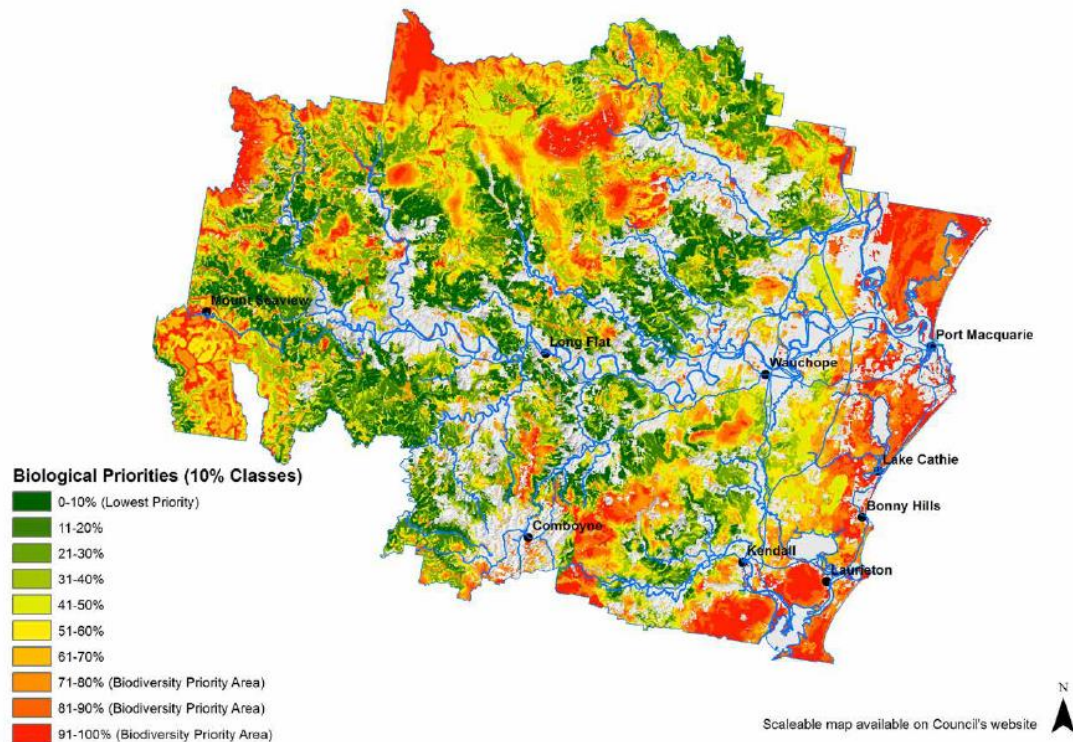 Mount Seaview
Long Flat
Port Macquarie
Wauchope
Lake Cathie
Bonny Hills
Comboyne
Kendall
Laurieton
Biological Priorities (10% Classes)
0-10% (Lowest Priority)
11-20%
21-30%
31-40%
41-50%
51-60%
61-70%
71-80% (Biodiversity Priority Area)
81-90% (Biodiversity Priority Area)
91-100% (Biodiversity Priority Area)
N
Scaleable map available on Council's website